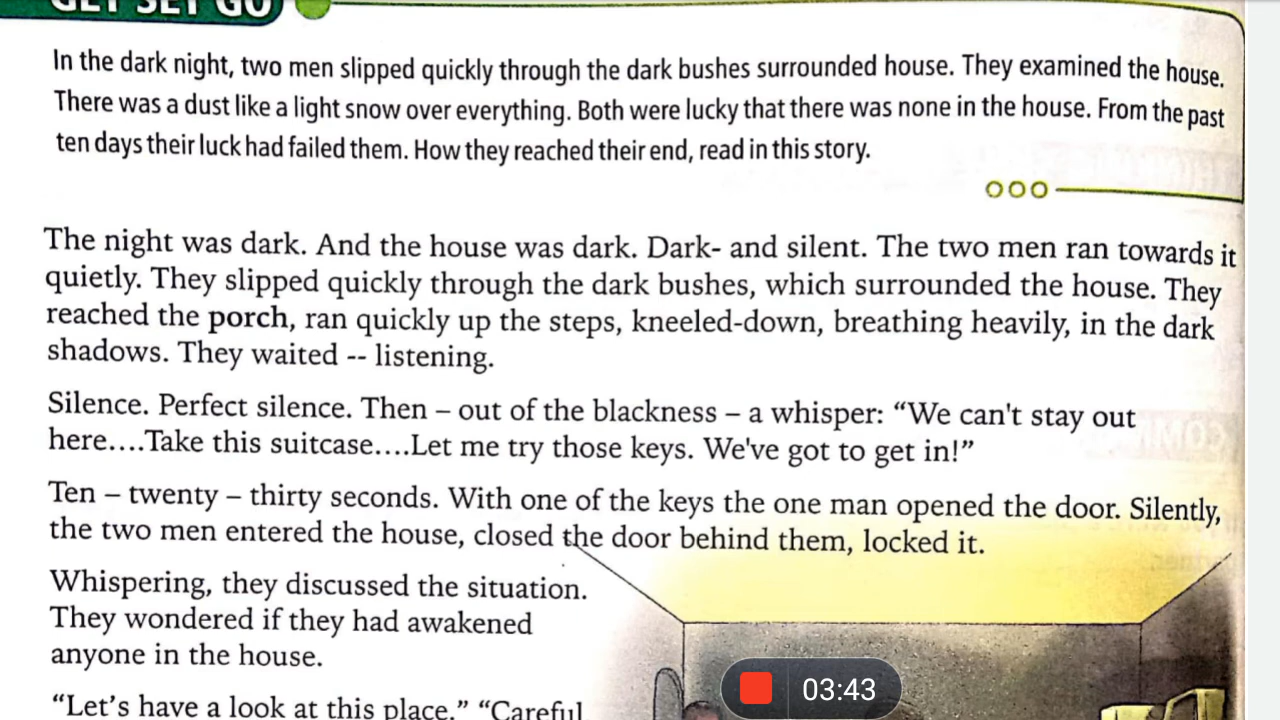 GET SET GO
In the dark night, two men slipped quickly through the dark bushes surrounded house. They examined the house.
There was a dust like a light snow over everything. Both were lucky that there was none in the house. From the past
ten days their luck had failed them. How they reached their end, read in this story.
The night was dark. And the house was dark. Dark- and silent. The two men ran towards it
quietly. They slipped quickly through the dark bushes, which surrounded the house. They
reached the porch, ran quickly up the steps, kneeled-down, breathing heavily, in the dark
shadows. They waited -- listening.
Silence. Perfect silence. Then – out of the blackness – a whisper: “We can't stay out
here....Take this suitcase....Let me try those keys. We've got to get in!”
Ten – twenty – thirty seconds. With one of the keys the one man opened the door. Silently,
the two men entered the house, closed the door behind them, locked it.
Whispering, they discussed the situation.
They wondered if they had awakened
anyone in the house.
“Let’s have a look at this place.” “Careful
03:43